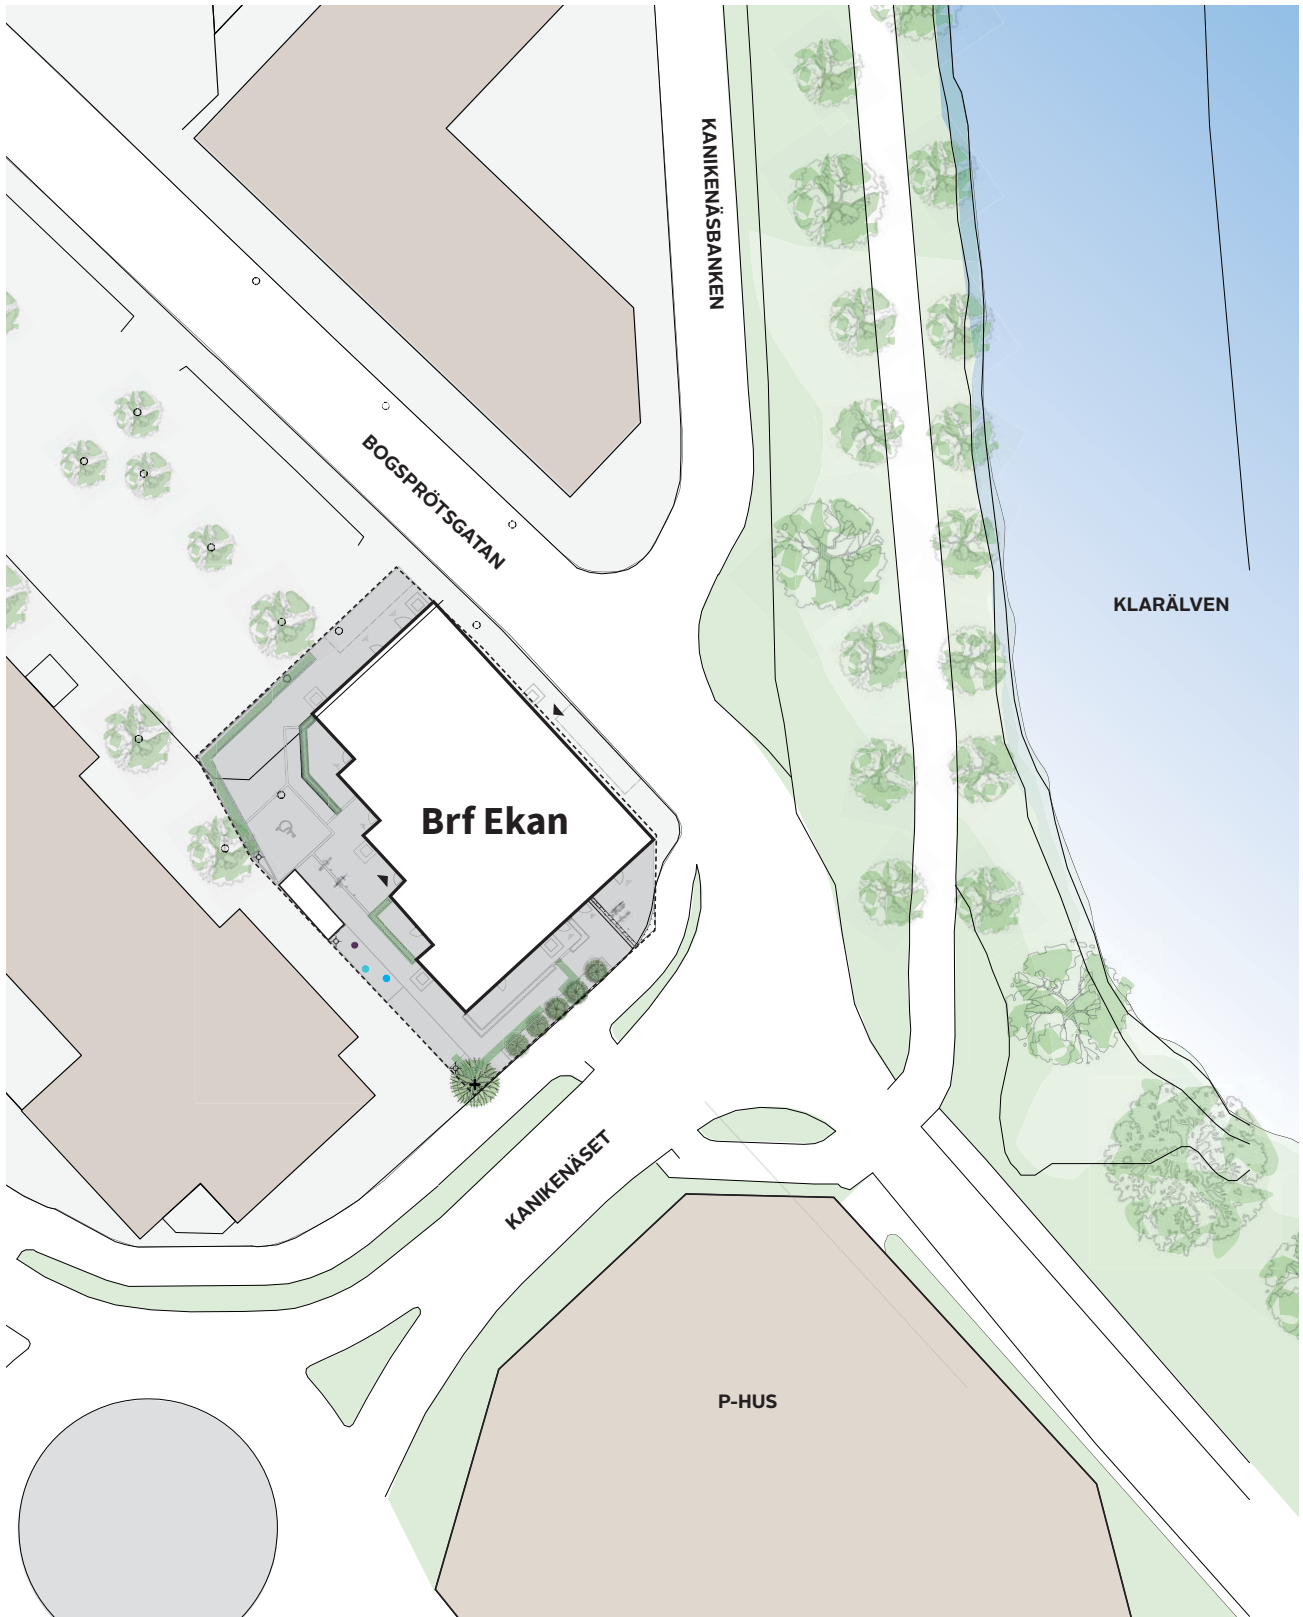 KANIKENÄSBANKEN
BOGSPRÖTSGATAN
KLARÄLVEN
Brf Ekan
KANIKENÄSET
P-HUS